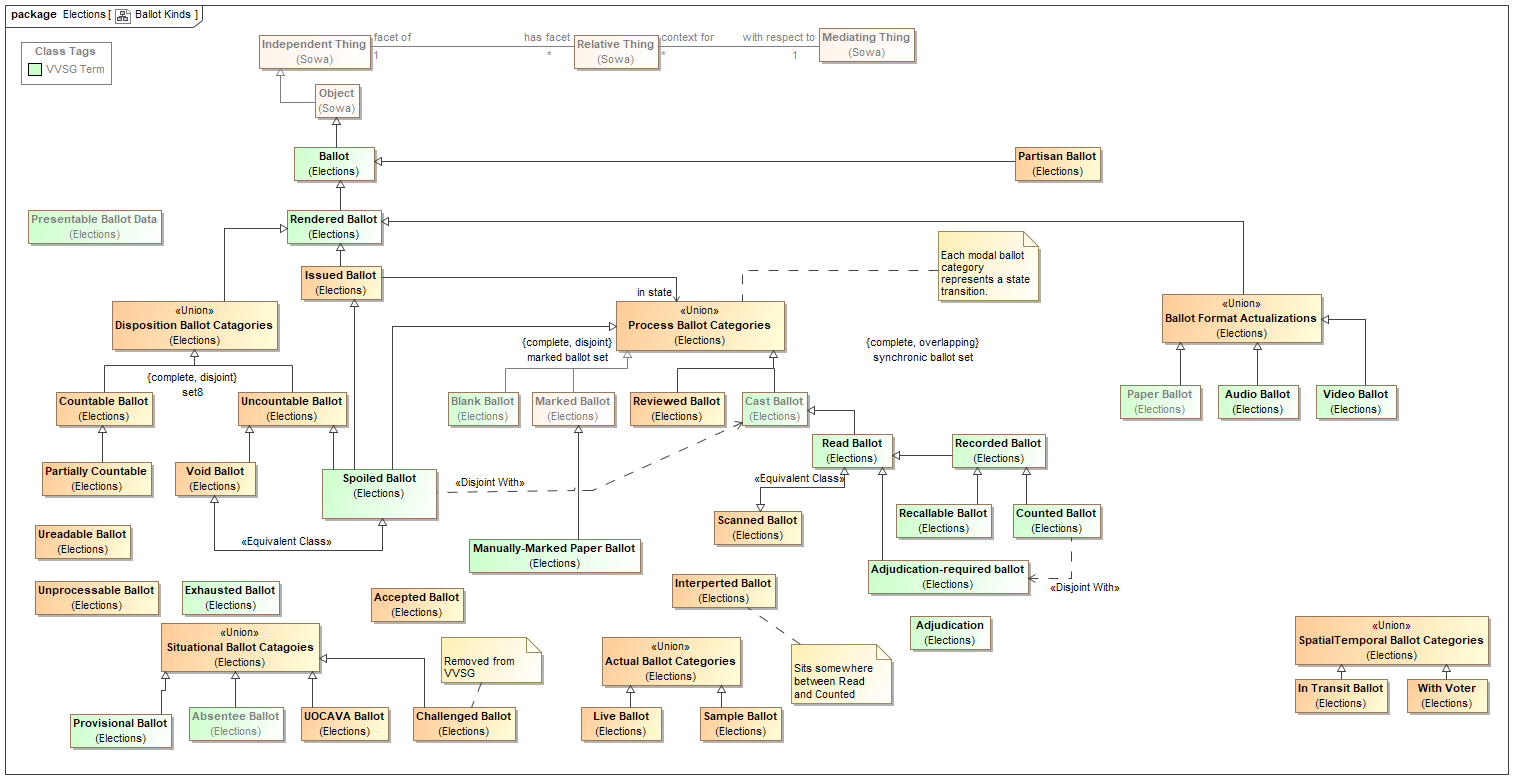 package Elections [ Ballot Kinds ]
Class Tags
VVSG Term
Independent Thing
(Sowa)
facet of
1
has facet
*
Relative Thing
(Sowa)
context for
*
with respect to
1
Mediating Thing
(Sowa)
Object
(Sowa)
Ballot
(Elections)
Partisan Ballot
(Elections)
Presentable Ballot Data
(Elections)
Rendered Ballot
(Elections)
Issued Ballot
(Elections)
in state
Each modal ballot
category
represents a state
transition.
«Union»
Disposition Ballot Catagories
(Elections)
«Union»
Process Ballot Categories
(Elections)
«Union»
Ballot Format Actualizations
(Elections)
{complete, disjoint}
marked ballot set
{complete, overlapping}
synchronic ballot set
{complete, disjoint}
set8
Countable Ballot
(Elections)
Uncountable Ballot
(Elections)
Blank Ballot
(Elections)
Marked Ballot
(Elections)
Reviewed Ballot
(Elections)
Cast Ballot
(Elections)
Paper Ballot
(Elections)
Audio Ballot
(Elections)
Video Ballot
(Elections)
Partially Countable
(Elections)
Void Ballot
(Elections)
Spoiled Ballot
(Elections)
«Disjoint With»
Read Ballot
(Elections)
Recorded Ballot
(Elections)
«Equivalent Class»
Scanned Ballot
(Elections)
Recallable Ballot
(Elections)
Counted Ballot
(Elections)
Ureadable Ballot
(Elections)
«Equivalent Class»
Manually-Marked Paper Ballot
(Elections)
Adjudication-required ballot
(Elections)
«Disjoint With»
Unprocessable Ballot
(Elections)
Exhausted Ballot
(Elections)
Accepted Ballot
(Elections)
Interperted Ballot
(Elections)
Adjudication
(Elections)
«Union»
Situational Ballot Catagoies
(Elections)
Removed from
VVSG
«Union»
Actual Ballot Categories
(Elections)
Sits somewhere
between Read
and Counted
«Union»
SpatialTemporal Ballot Categories
(Elections)
Provisional Ballot
(Elections)
Absentee Ballot
(Elections)
UOCAVA Ballot
(Elections)
Challenged Ballot
(Elections)
Live Ballot
(Elections)
Sample Ballot
(Elections)
In Transit Ballot
(Elections)
With Voter
(Elections)